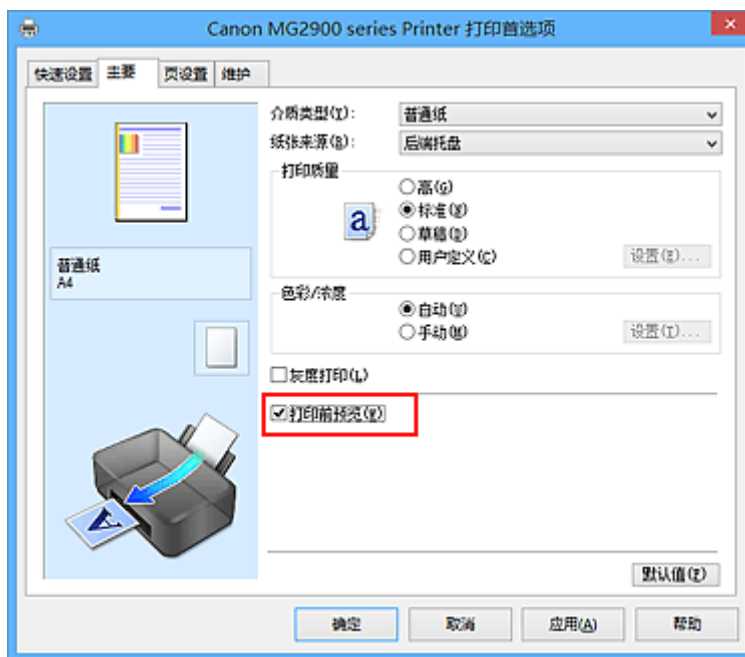 Canon MG2900 series Printer 打印首选项
快速设置 主要 页设置 维护
介质类型(Y): 普通纸
纸张来源(R): 后端托盘
打印质量
高(G)
a 标准(S)
草稿(D)
用户定义(C) 设置(E)...
普通纸
A4
色彩/浓度
自动(U)
手动(M) 设置(T)...
灰度打印(L)
打印前预览(V)
A
默认值(F)
确定 取消 应用(A) 帮助